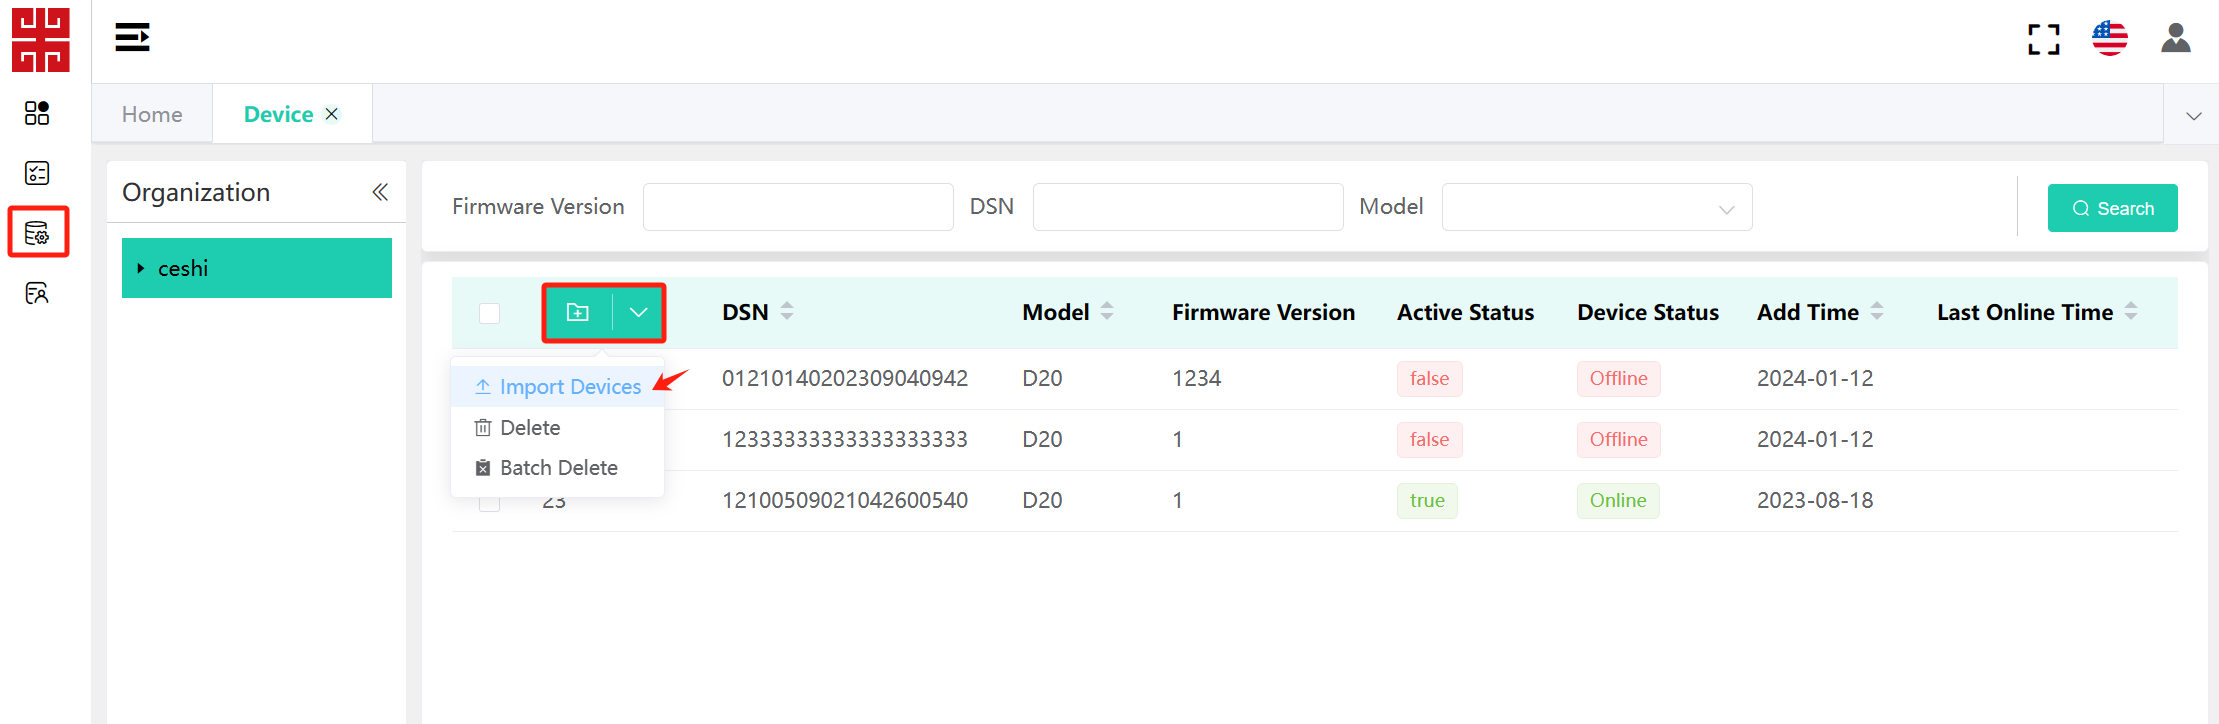 Home Device
Organization
ceshi
Firmware Version DSN Model Search
DSN Model Firmware Version Active Status Device Status Add Time Last Online Time
Import Devices
Delete
Batch Delete
01210140202309040942 D20 1234 false Offline 2024-01-12
12333333333333333333 D20 1 false Offline 2024-01-12
23 12100509021042600540 D20 1 true Online 2023-08-18